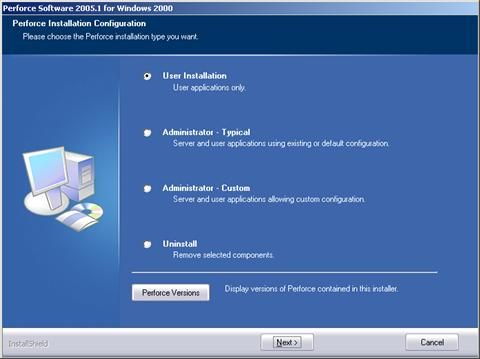 Perforce Software 2005.1 for Windows 2000
Perforce Installation Configuration
Please choose the Perforce installation type you want.
User Installation
User applications only.
Administrator - Typical
Server and user applications using existing or default configuration.
Administrator - Custom
Server and user applications allowing custom configuration.
Uninstall
Remove selected components.
Perforce Versions
Display versions of Perforce contained in this installer.
InstallShield
Next >
Cancel